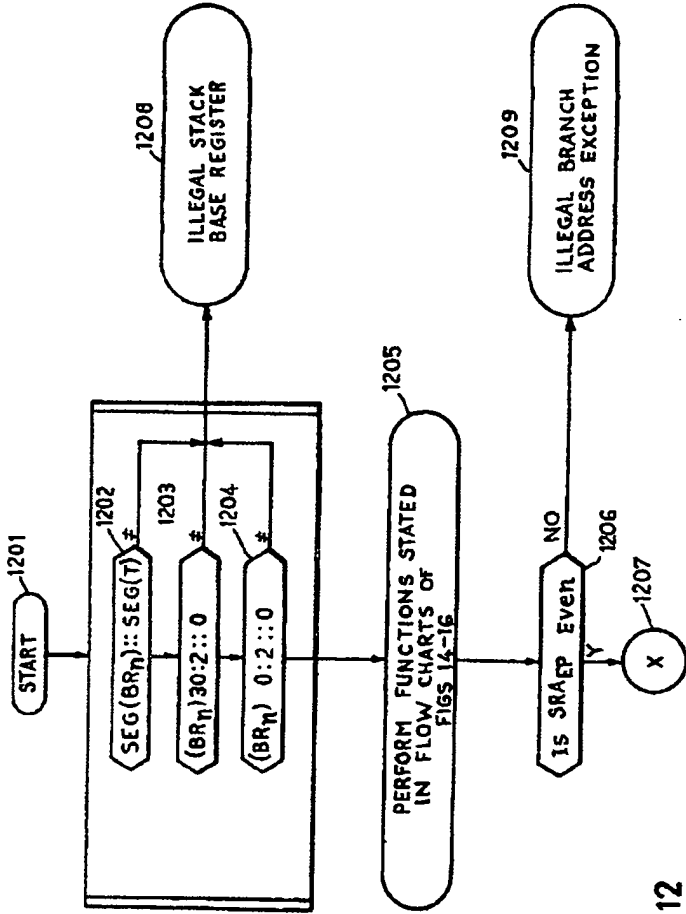 1201
START
1202
SEG(BRn)::SEG(T)
≠
1203
(BRn)30:2::0
≠
1204
(BRn) 0:2::0
≠
1208
ILLEGAL STACK
BASE REGISTER
1205
PERFORM FUNCTIONS STATED
IN FLOW CHARTS OF
FIGS 14-16
Is SRAEP Even
NO
1206
Y
1209
ILLEGAL BRANCH
ADDRESS EXCEPTION
X
1207
12